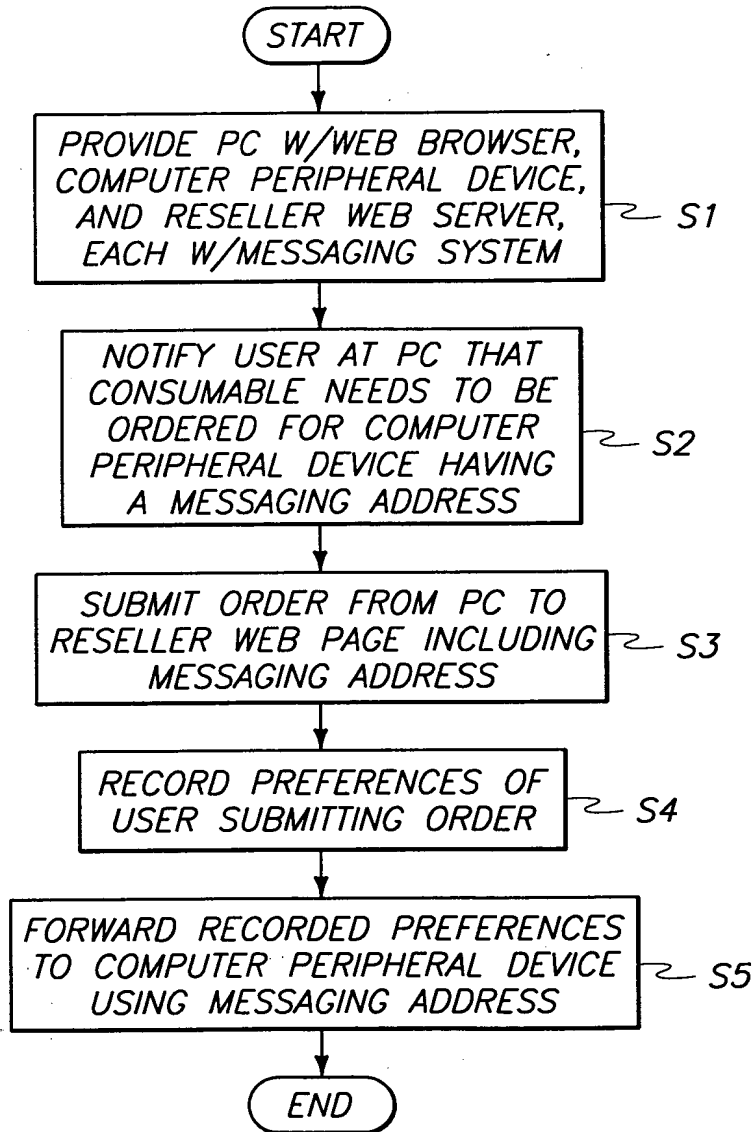 START
PROVIDE PC W/WEB BROWSER,
COMPUTER PERIPHERAL DEVICE,
AND RESELLER WEB SERVER,
EACH W/MESSAGING SYSTEM
S1
NOTIFY USER AT PC THAT
CONSUMABLE NEEDS TO BE
ORDERED FOR COMPUTER
PERIPHERAL DEVICE HAVING
A MESSAGING ADDRESS
S2
SUBMIT ORDER FROM PC TO
RESELLER WEB PAGE INCLUDING
MESSAGING ADDRESS
S3
RECORD PREFERENCES OF
USER SUBMITTING ORDER
S4
FORWARD RECORDED PREFERENCES
TO COMPUTER PERIPHERAL DEVICE
USING MESSAGING ADDRESS
S5
END